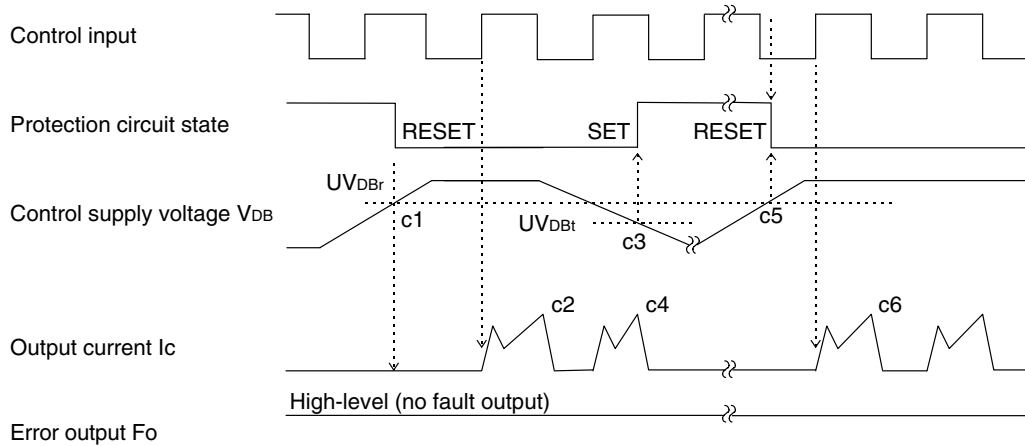 Control input
Protection circuit state
RESET
SET
RESET
UVDBr
Control supply voltage VDB
c1
UVDBt
c3
c5
c2
c4
c6
Output current Ic
High-level (no fault output)
Error output Fo